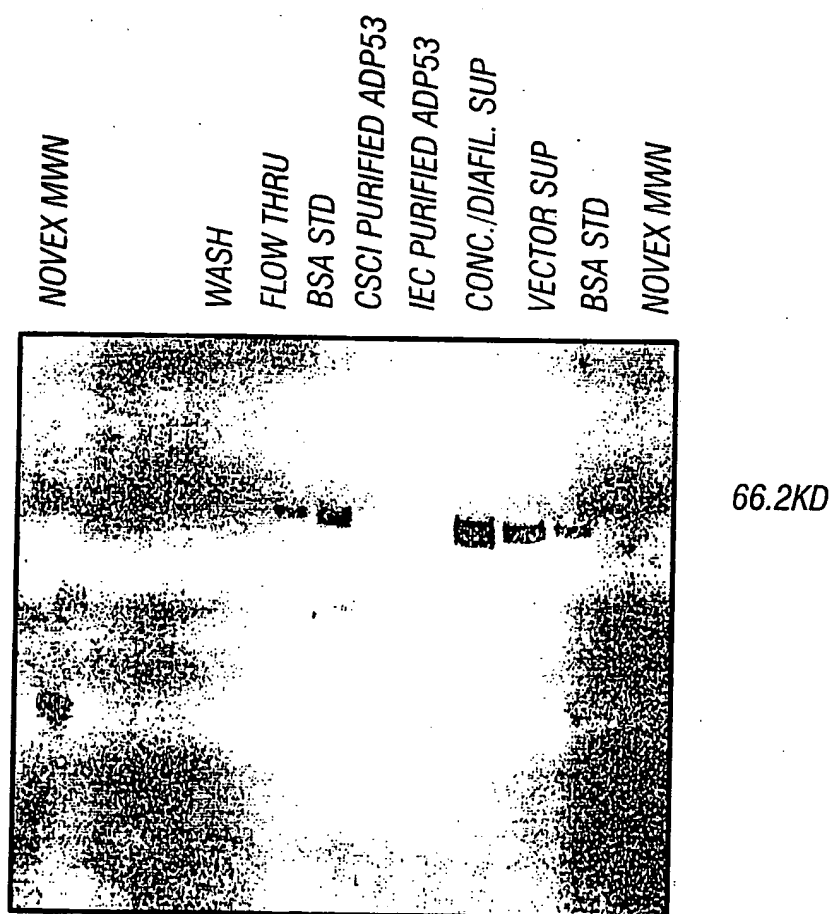 NOVEX MWN
WASH
FLOW THRU
BSA STD
CSCI PURIFIED ADP53
IEC PURIFIED ADP53
CONC./DIAFIL. SUP
VECTOR SUP
BSA STD
NOVEX MWN
66.2KD